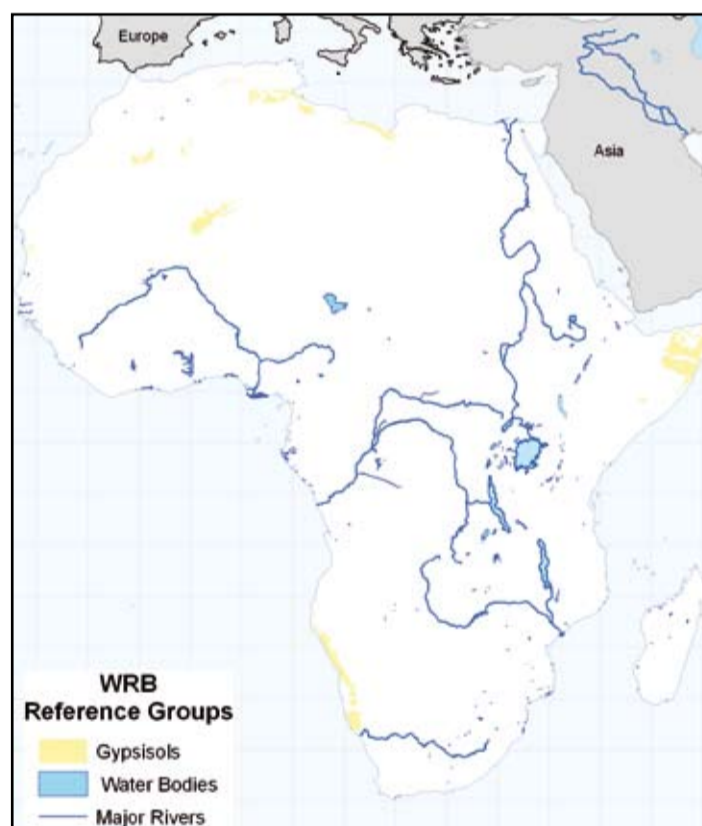 Europe
Asia
WRB
Reference Groups
Gypsisols
Water Bodies
Major Rivers